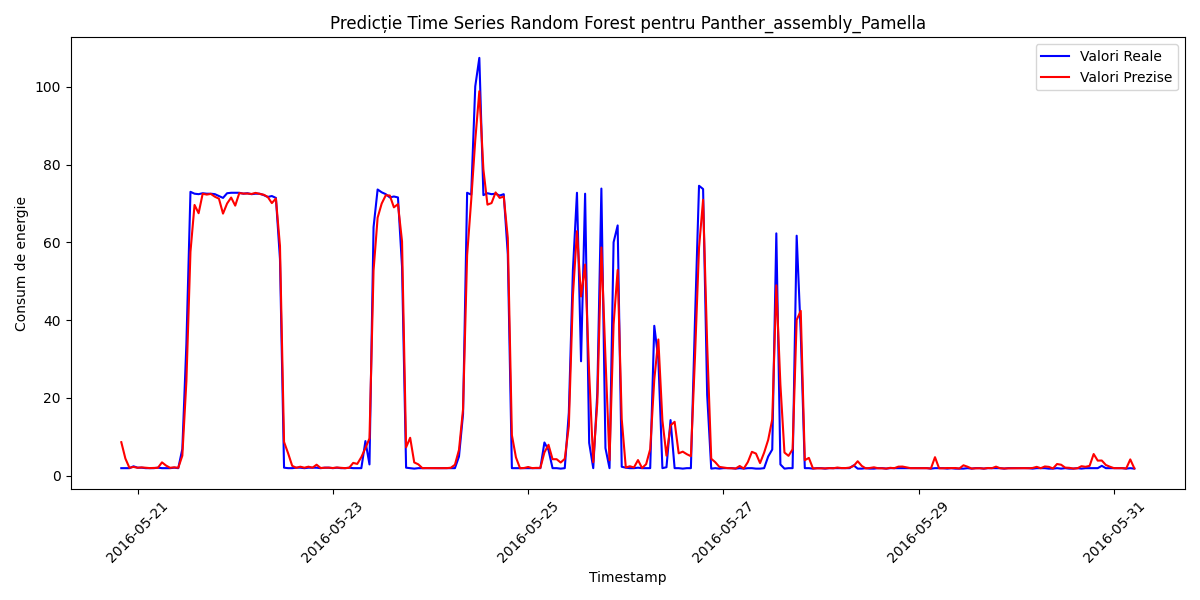 Predicție Time Series Random Forest pentru Panther_assembly_Pamella
Valori Reale
Valori Prezise
Consum de energie
100
80
60
40
20
0
2016-05-21
2016-05-23
2016-05-25
2016-05-27
2016-05-29
2016-05-31
Timestamp